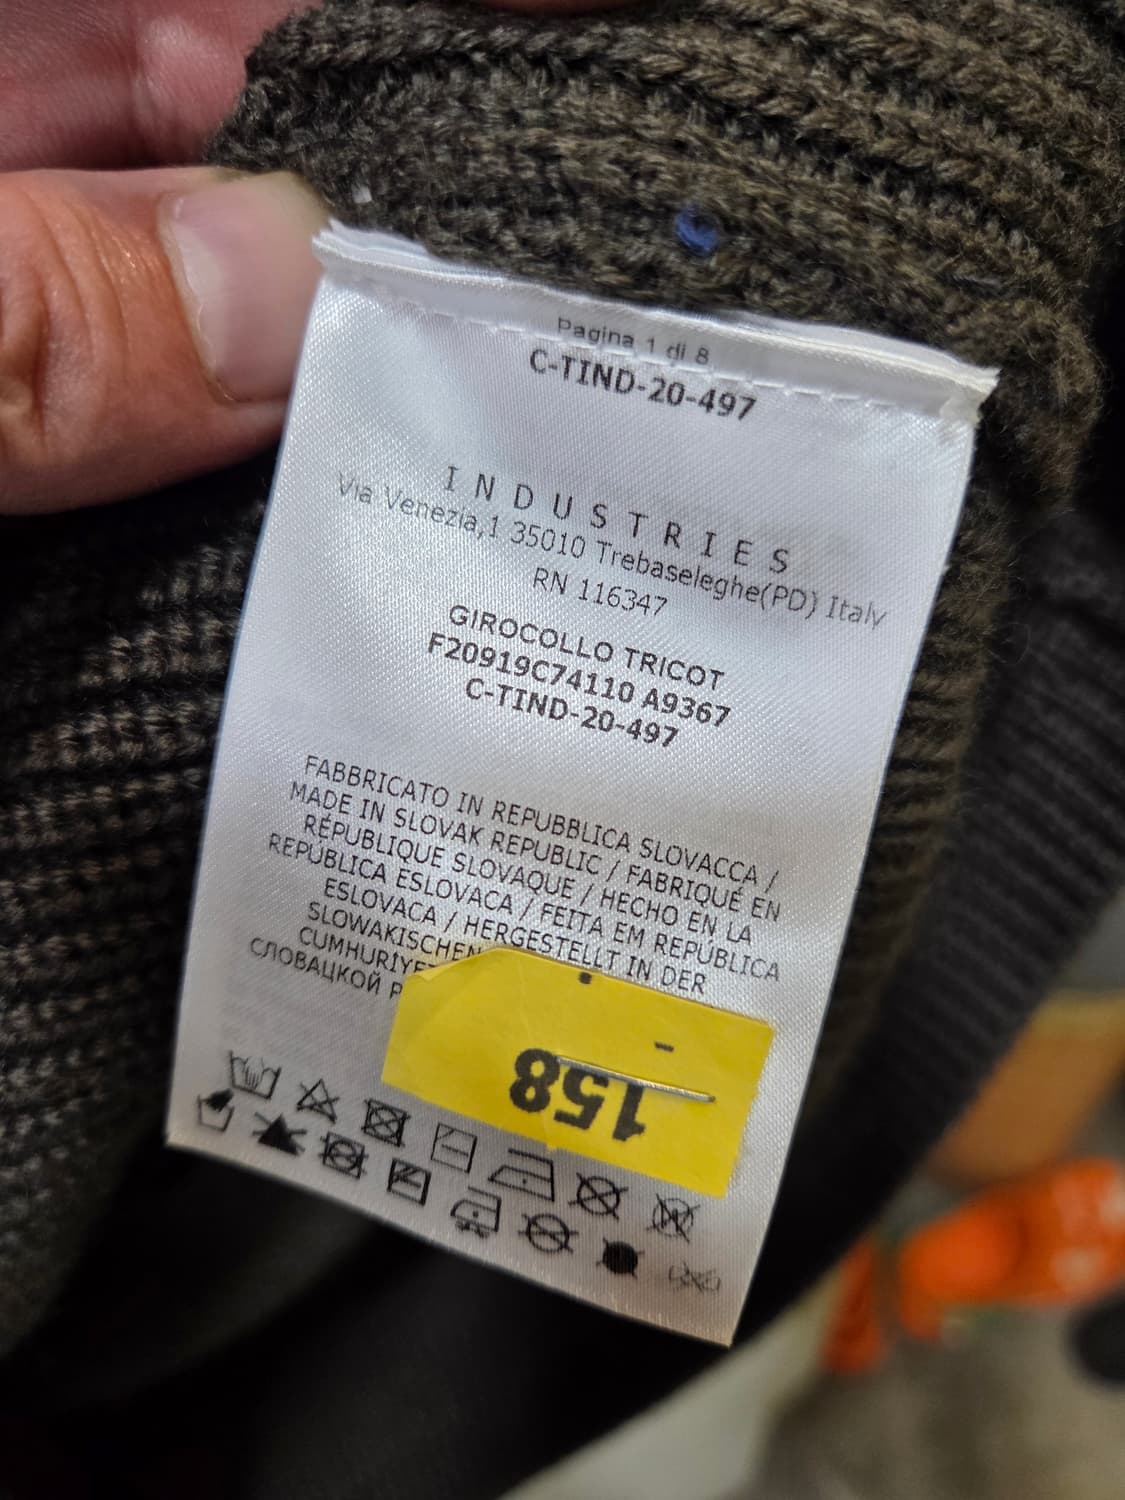 Pagina 1 di 8
C-TIND-20-497
INDUSTRIES
Via Venezia,1 35010 Trebaseleghe(PD) Italy
RN 116347
GIROCOLLO TRICOT
F20919C74110 A9367
C-TIND-20-497
FABBRICATO IN REPUBBLICA SLOVACCA /
MADE IN SLOVAK REPUBLIC / FABRIQUÉ EN
RÉPUBLIQUE SLOVAQUE / HECHO EN LA
REPÚBLICA ESLOVACA / FEITA EM REPÚBLICA
ESLOVACA / HERGESTELLT IN DER
SLOWAKISCHEN
СЛОВАЦКОЙ
158